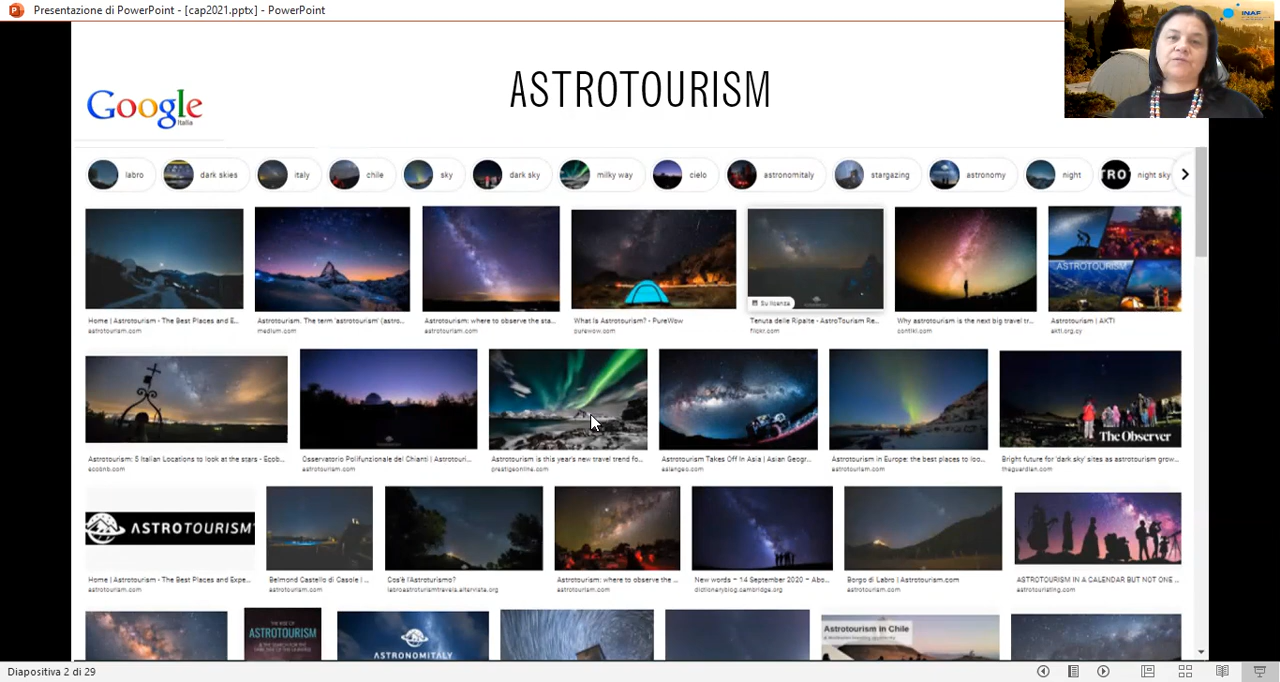 Presentazione di PowerPoint - [cap2021.pptx] - PowerPoint
INAF
ASTROTOURISM
Google
Italia
labro
dark skies
italy
chile
sky
dark sky
milky way
cielo
astronomitaly
stargazing
astronomy
night
night sky
ASTROTOURISM
Su licenza
Home | Astrotourism - The Best Places and E...
astrotourism.com
Astrotourism. The term 'astrotourism' (astro...
medium.com
Astrotourism: where to observe the sta...
astrotourism.com
What Is Astrotourism? - PureWow
purewow.com
Tenuta delle Ripalte - AstroTourism Re...
flickr.com
Why astrotourism is the next big travel tr...
contiki.com
Astrotourism | AKTI
akti.org.cy
The Observer
Astrotourism: 5 Italian Locations to look at the stars - Ecob...
ecobnb.com
Osservatorio Polifunzionale del Chianti | Astrotouri...
astrotourism.com
Astrotourism is this year's new travel trend fo...
prestigeonline.com
Astrotourism Takes Off In Asia | Asian Geogr...
asiangeo.com
Astrotourism in Europe: the best places to loo...
astrotourism.com
Bright future for 'dark sky' sites as astrotourism grow...
theguardian.com
ASTROTOURISM
Home | Astrotourism - The Best Places and Expe...
astrotourism.com
Belmond Castello di Casole | ...
astrotourism.com
Cos'è l'Astroturismo?
labroastroturismtravels.altervista.org
Astrotourism: where to observe the ...
astrotourism.com
New words – 14 September 2020 – Abo...
dictionaryblog.cambridge.org
Borgo di Labro | Astrotourism.com
astrotourism.com
ASTROTOURISM IN A CALENDAR BUT NOT ONE ...
astrotouristing.com
THE RISE OF
ASTROTOURISM
ASTRONOMITALY
Astrotourism in Chile
Diapositiva 2 di 29